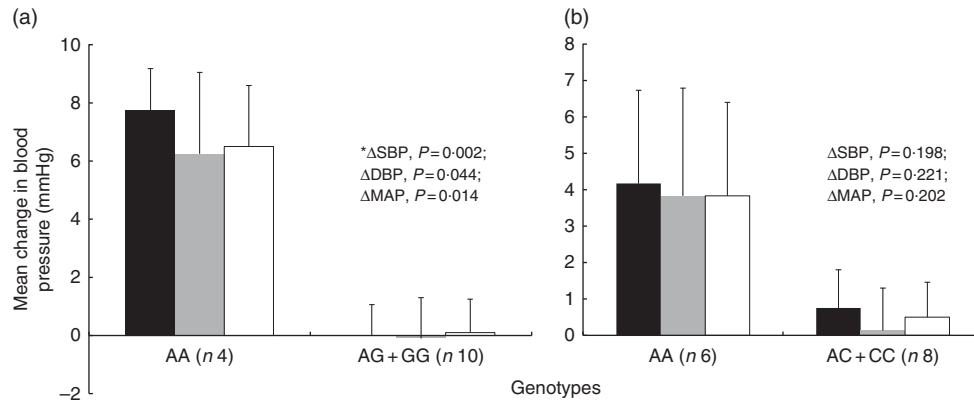 (a)
10
8
6
4
2
0
−2
Mean change in blood
pressure (mmHg)
*ΔSBP, P=0·002;
ΔDBP, P=0·044;
ΔMAP, P=0·014
AA (n 4)
AG+GG (n 10)
(b)
8
7
6
5
4
3
2
1
0
ΔSBP, P=0·198;
ΔDBP, P=0·221;
ΔMAP, P=0·202
AA (n 6)
AC+CC (n 8)
Genotypes